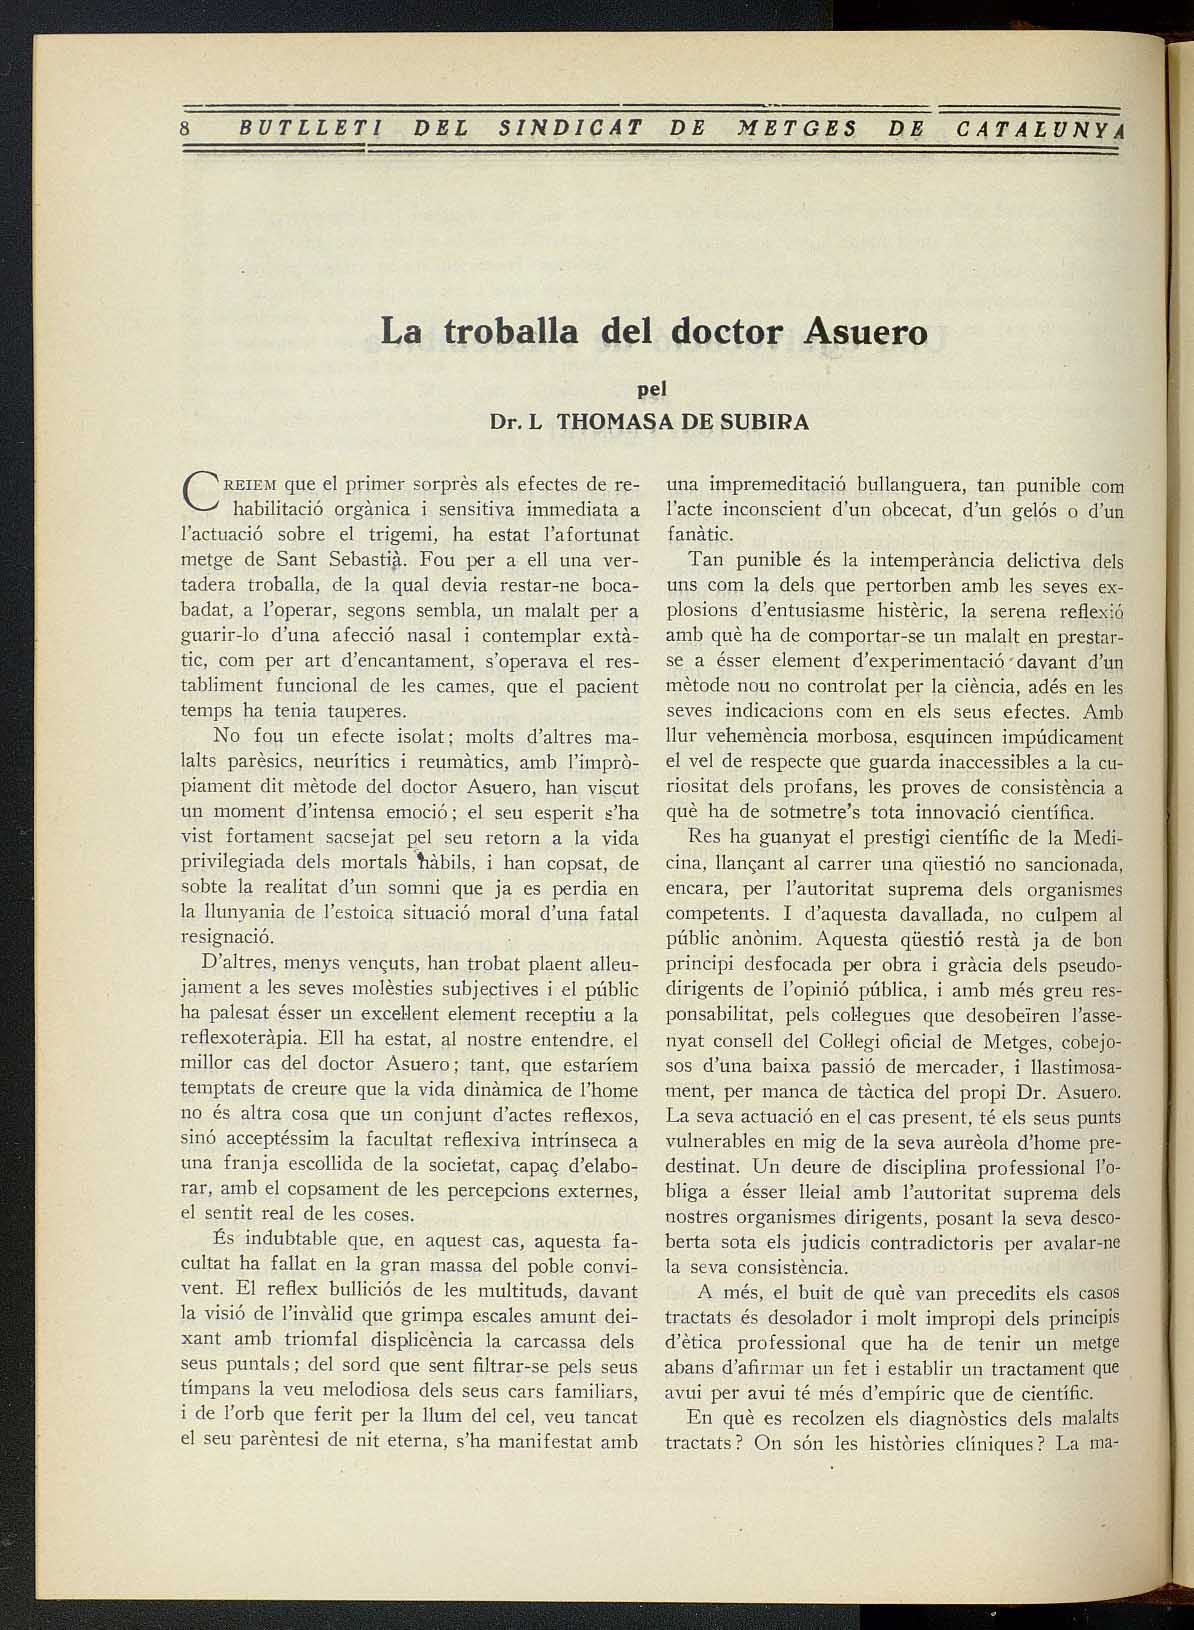 8 BUTLLETI DEL SINDICAT DE METGES DE CATALUNYA
La troballa del doctor Asuero
pel
Dr. L THOMASA DE SUBIRA
CREIEM que el primer sorprès als efectes de re-
habilitació orgànica i sensitiva immediata a
l'actuació sobre el trigemi, ha estat l'afortunat
metge de Sant Sebastià. Fou per a ell una ver-
tadera troballa, de la qual devia restar-ne boca-
badat, a l'operar, segons sembla, un malalt per a
guarir-lo d'una afecció nasal i contemplar extà-
tic, com per art d'encantament, s'operava el res-
tabliment funcional de les cames, que el pacient
temps ha tenia tauperes.
No fou un efecte isolat; molts d'altres ma-
lalts parèsics, neurítics i reumàtics, amb l'imprò-
piament dit mètode del doctor Asuero, han viscut
un moment d'intensa emoció; el seu esperit s'ha
vist fortament sacsejat pel seu retorn a la vida
privilegiada dels mortals hàbils, i han copsat, de
sobte la realitat d'un somni que ja es perdia en
la llunyania de l'estoica situació moral d'una fatal
resignació.
D'altres, menys vençuts, han trobat plaent alleu-
jament a les seves molèsties subjectives i el públic
ha palesat ésser un excel·lent element receptiu a la
reflexoteràpia. Ell ha estat, al nostre entendre, el
millor cas del doctor Asuero; tant, que estaríem
temptats de creure que la vida dinàmica de l'home
no és altra cosa que un conjunt d'actes reflexos,
sinó acceptéssim la facultat reflexiva intrínseca a
una franja escollida de la societat, capaç d'elabo-
rar, amb el copsament de les percepcions externes,
el sentit real de les coses.
És indubtable que, en aquest cas, aquesta fa-
cultat ha fallat en la gran massa del poble convi-
vent. El reflex bulliciós de les multituds, davant
la visió de l'invàlid que grimpa escales amunt dei-
xant amb triomfal displicència la carcassa dels
seus puntals; del sord que sent filtrar-se pels seus
tímpans la veu melodiosa dels seus cars familiars,
i de l'orb que ferit per la llum del cel, veu tancat
el seu parèntesi de nit eterna, s'ha manifestat amb
una impremeditació bullanguera, tan punible com
l'acte inconscient d'un obcecat, d'un gelós o d'un
fanàtic.
Tan punible és la intemperància delictiva dels
uns com la dels que pertorben amb les seves ex-
plosions d'entusiasme histèric, la serena reflexió
amb què ha de comportar-se un malalt en prestar-
se a ésser element d'experimentació davant d'un
mètode nou no controlat per la ciència, adés en les
seves indicacions com en els seus efectes. Amb
llur vehemència morbosa, esquincen impúdicament
el vel de respecte que guarda inaccessibles a la cu-
riositat dels profans, les proves de consistència a
què ha de sotmetre's tota innovació científica.
Res ha guanyat el prestigi científic de la Medi-
cina, llançant al carrer una qüestió no sancionada,
encara, per l'autoritat suprema dels organismes
competents. I d'aquesta davallada, no culpem al
públic anònim. Aquesta qüestió restà ja de bon
principi desfocada per obra i gràcia dels pseudo-
dirigents de l'opinió pública, i amb més greu res-
ponsabilitat, pels col·legues que desobeïren l'asse-
nyat consell del Col·legi oficial de Metges, cobejo-
sos d'una baixa passió de mercader, i llastimosa-
ment, per manca de tàctica del propi Dr. Asuero.
La seva actuació en el cas present, té els seus punts
vulnerables en mig de la seva aurèola d'home pre-
destinat. Un deure de disciplina professional l'o-
bliga a ésser lleial amb l'autoritat suprema dels
nostres organismes dirigents, posant la seva desco-
berta sota els judicis contradictoris per avalar-ne
la seva consistència.
A més, el buit de què van precedits els casos
tractats és desolador i molt impropi dels principis
d'ètica professional que ha de tenir un metge
abans d'afirmar un fet i establir un tractament que
avui per avui té més d'empíric que de científic.
En què es recolzen els diagnòstics dels malalts
tractats? On són les històries clíniques? La ma-